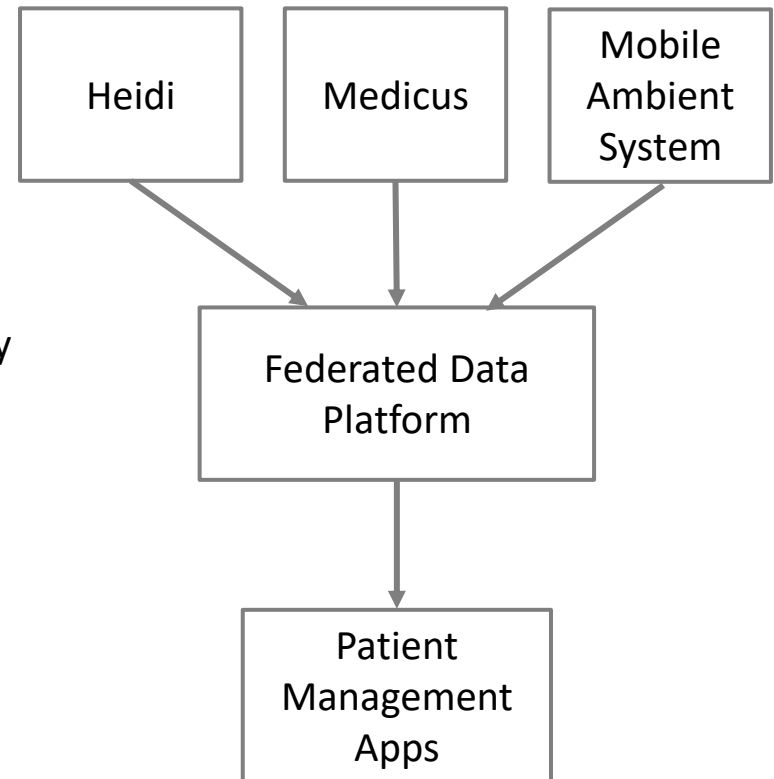 Heidi
Medicus
Mobile
Ambient
System
y
Federated Data
Platform
Patient
Management
Apps